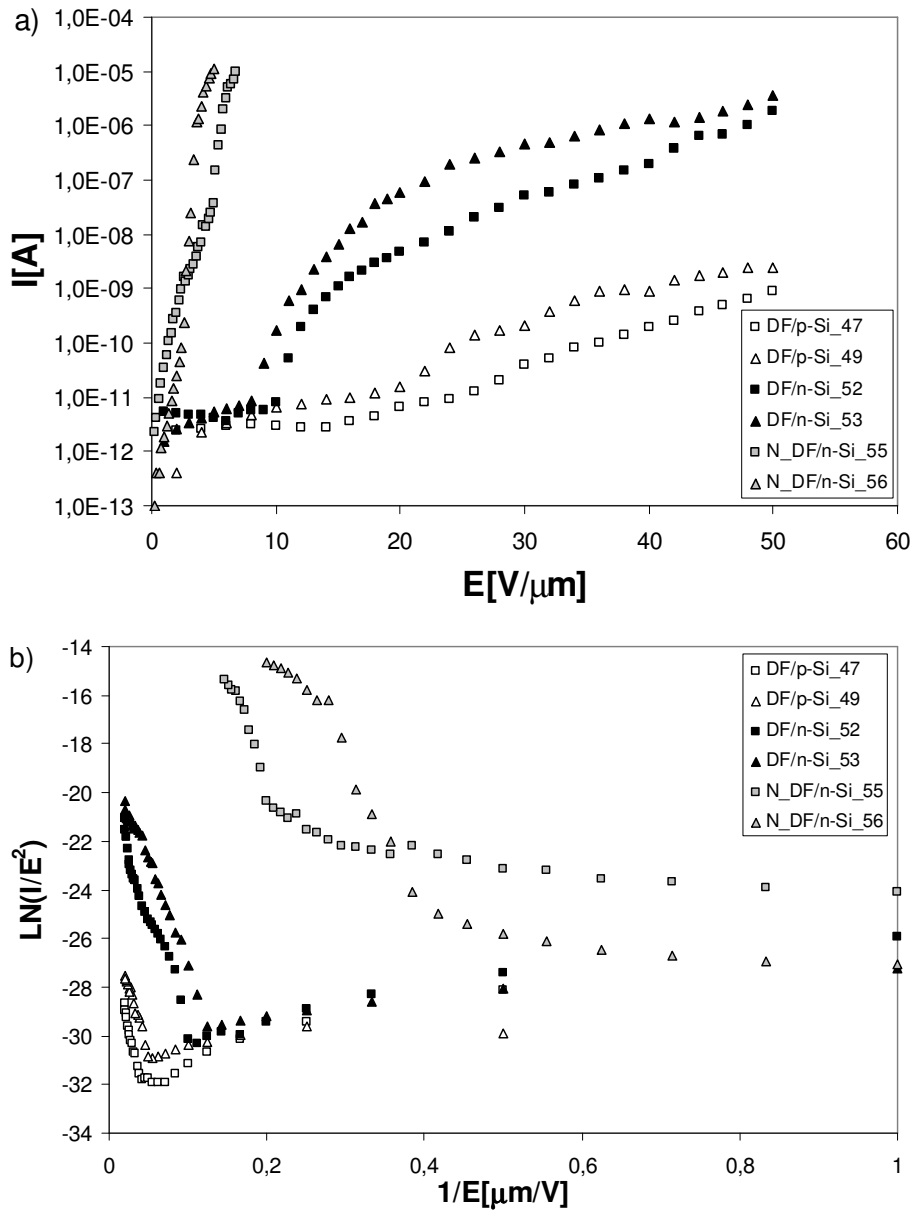 a)
1,0E-04
1,0E-05
1,0E-06
1,0E-07
1,0E-08
1,0E-09
1,0E-10
1,0E-11
1,0E-12
1,0E-13
I[A]
DF/p-Si_47
DF/p-Si_49
DF/n-Si_52
DF/n-Si_53
N_DF/n-Si_55
N_DF/n-Si_56
0 10 20 30 40 50 60
E[V/μm]
b)
-14
-16
-18
-20
-22
-24
-26
-28
-30
-32
-34
LN(I/E²)
DF/p-Si_47
DF/p-Si_49
DF/n-Si_52
DF/n-Si_53
N_DF/n-Si_55
N_DF/n-Si_56
0 0,2 0,4 0,6 0,8 1
1/E[μm/V]